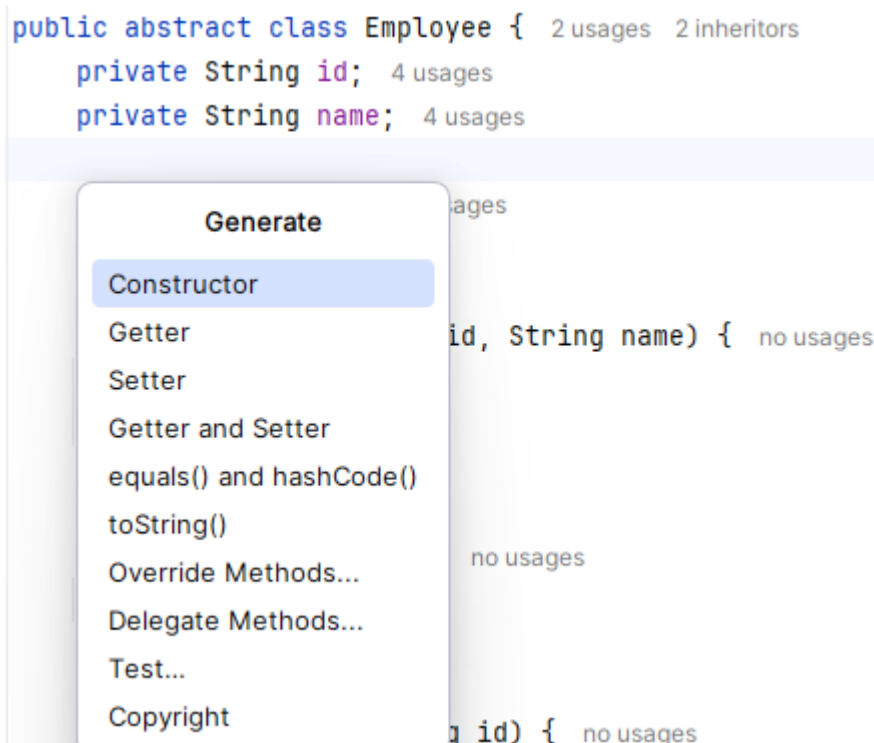 public abstract class Employee { 2 usages 2 inheritors
private String id; 4 usages
private String name; 4 usages
Generate
Constructor
Getter
Setter
Getter and Setter
equals() and hashCode()
toString()
Override Methods...
Delegate Methods...
Test...
Copyright
ages
id, String name) { no usages
no usages
id) { no usages